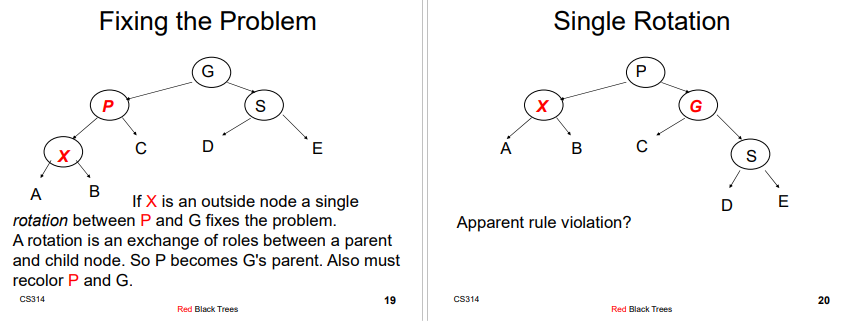 Fixing the Problem
G
P
S
X
C
D
E
A
B
If X is an outside node a single
rotation between P and G fixes the problem.
A rotation is an exchange of roles between a parent
and child node. So P becomes G's parent. Also must
recolor P and G.
CS314
Red Black Trees
19
Single Rotation
P
X
G
A
B
C
S
D
E
Apparent rule violation?
CS314
Red Black Trees
20